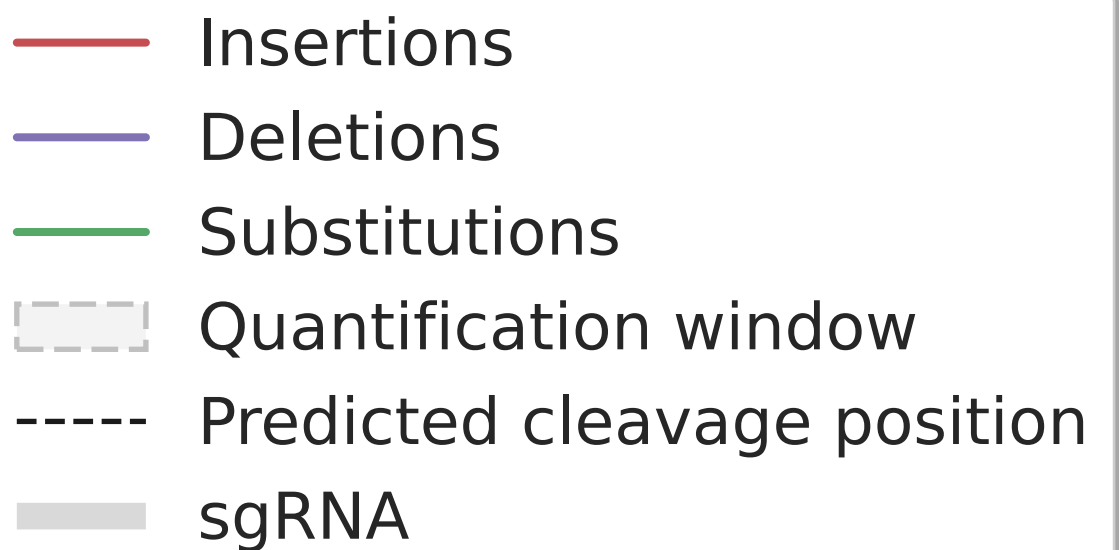 Insertions
Deletions
Substitutions
Quantification window
Predicted cleavage position
sgRNA